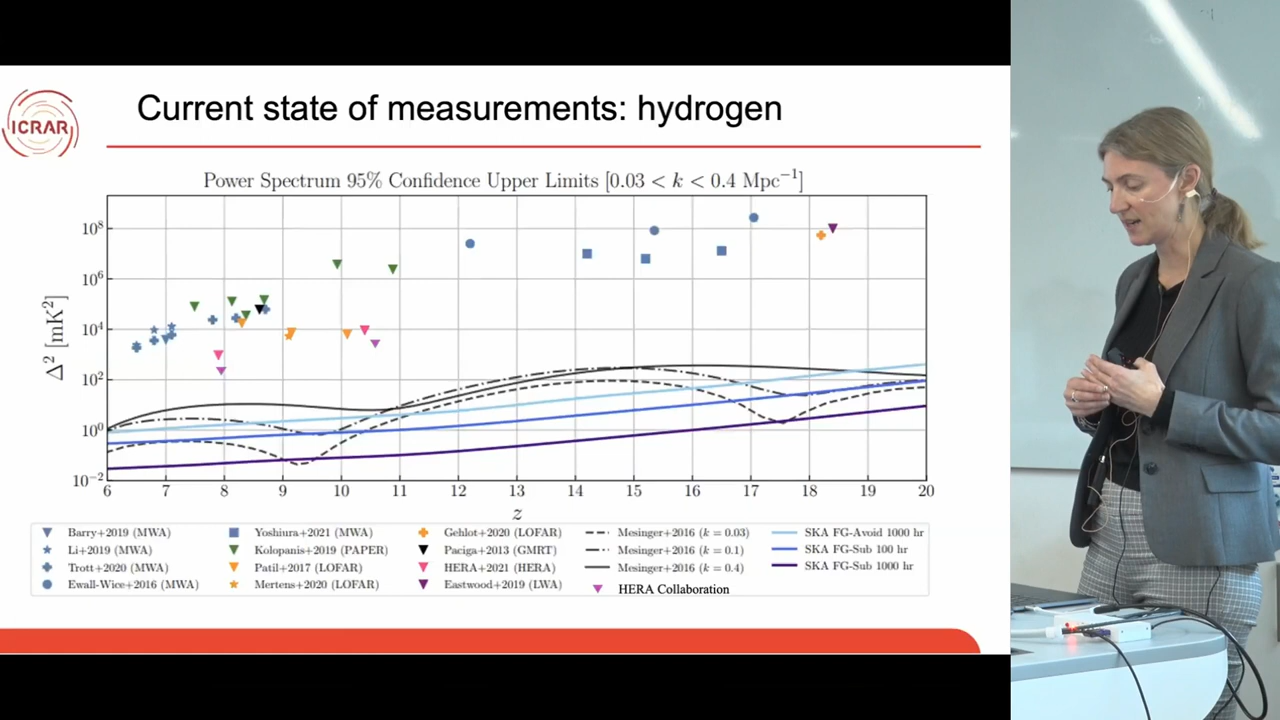 ICRAR
Current state of measurements: hydrogen
Power Spectrum 95% Confidence Upper Limits [0.03 < k < 0.4 Mpc⁻¹]
Δ² [mK²]
10⁸
10⁶
10⁴
10²
10⁰
10⁻²
6 7 8 9 10 11 12 13 14 15 16 17 18 19 20
z
Barry+2019 (MWA) Yoshiura+2021 (MWA) Gehlot+2020 (LOFAR) Mesinger+2016 (k = 0.03) SKA FG-Avoid 1000 hr
Li+2019 (MWA) Kolopanis+2019 (PAPER) Paciga+2013 (GMRT) Mesinger+2016 (k = 0.1) SKA FG-Sub 100 hr
Trott+2020 (MWA) Patil+2017 (LOFAR) HERA+2021 (HERA) Mesinger+2016 (k = 0.4) SKA FG-Sub 1000 hr
Ewall-Wice+2016 (MWA) Mertens+2020 (LOFAR) Eastwood+2019 (LWA) HERA Collaboration